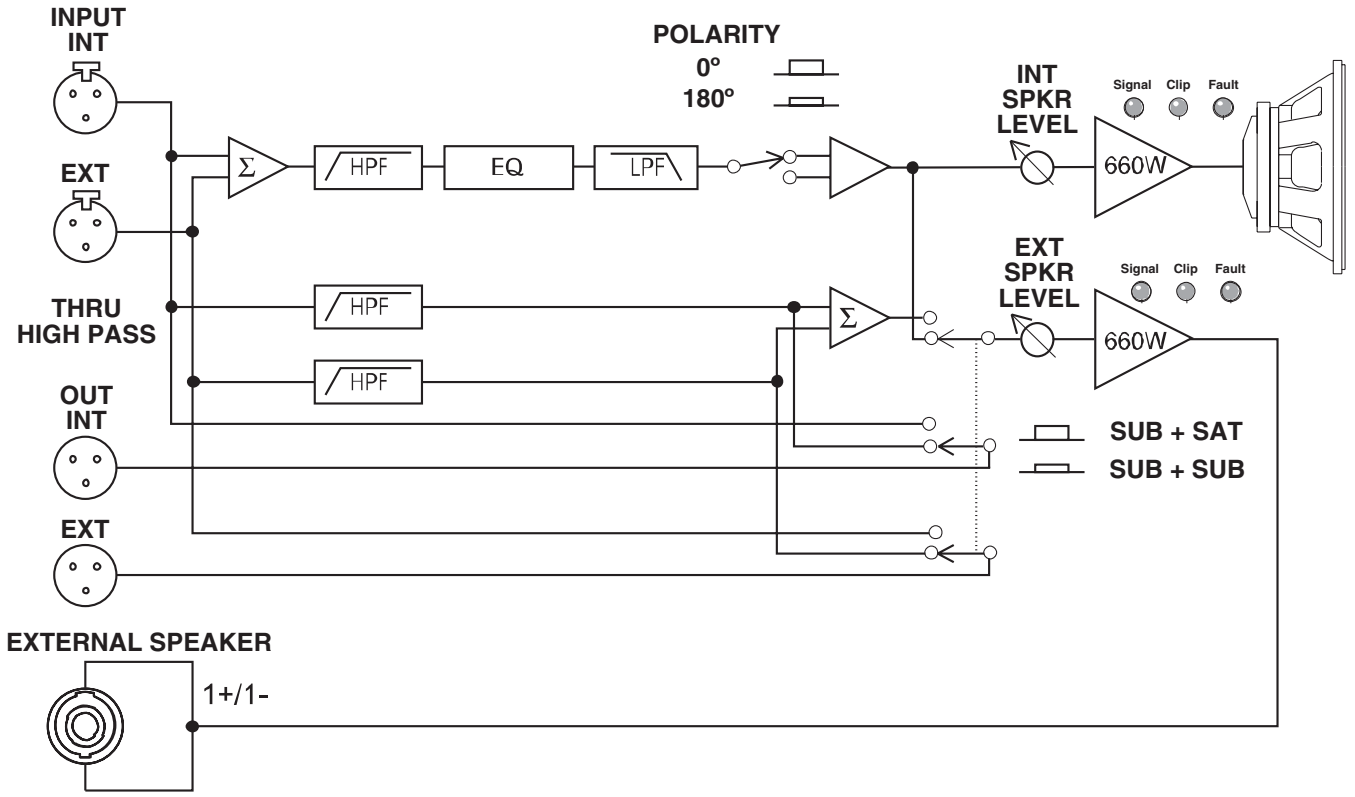 INPUT
INT
EXT
THRU
HIGH PASS
OUT
INT
EXT
EXTERNAL SPEAKER
1+/1-
Σ
HPF
EQ
LPF
HPF
HPF
Σ
POLARITY
0º
180º
INT
SPKR
LEVEL
Signal Clip Fault
660W
EXT
SPKR
LEVEL
Signal Clip Fault
660W
SUB + SAT
SUB + SUB